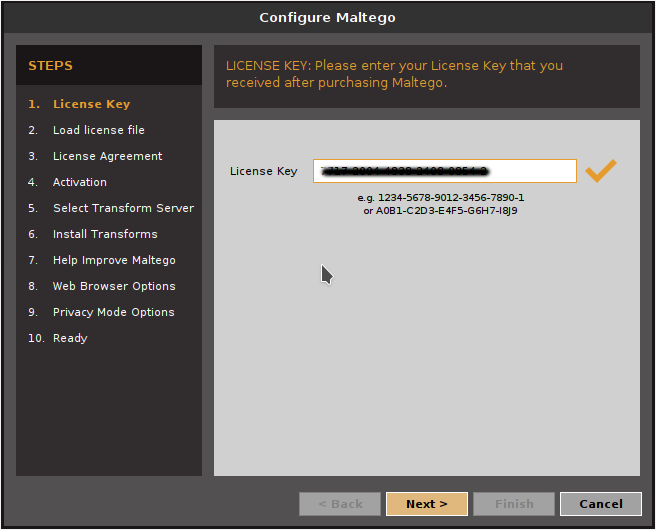 Configure Maltego
STEPS
1. License Key
2. Load license file
3. License Agreement
4. Activation
5. Select Transform Server
6. Install Transforms
7. Help Improve Maltego
8. Web Browser Options
9. Privacy Mode Options
10. Ready
LICENSE KEY: Please enter your License Key that you
received after purchasing Maltego.
License Key
e.g. 1234-5678-9012-3456-7890-1
or A0B1-C2D3-E4F5-G6H7-I8J9
< Back
Next >
Finish
Cancel